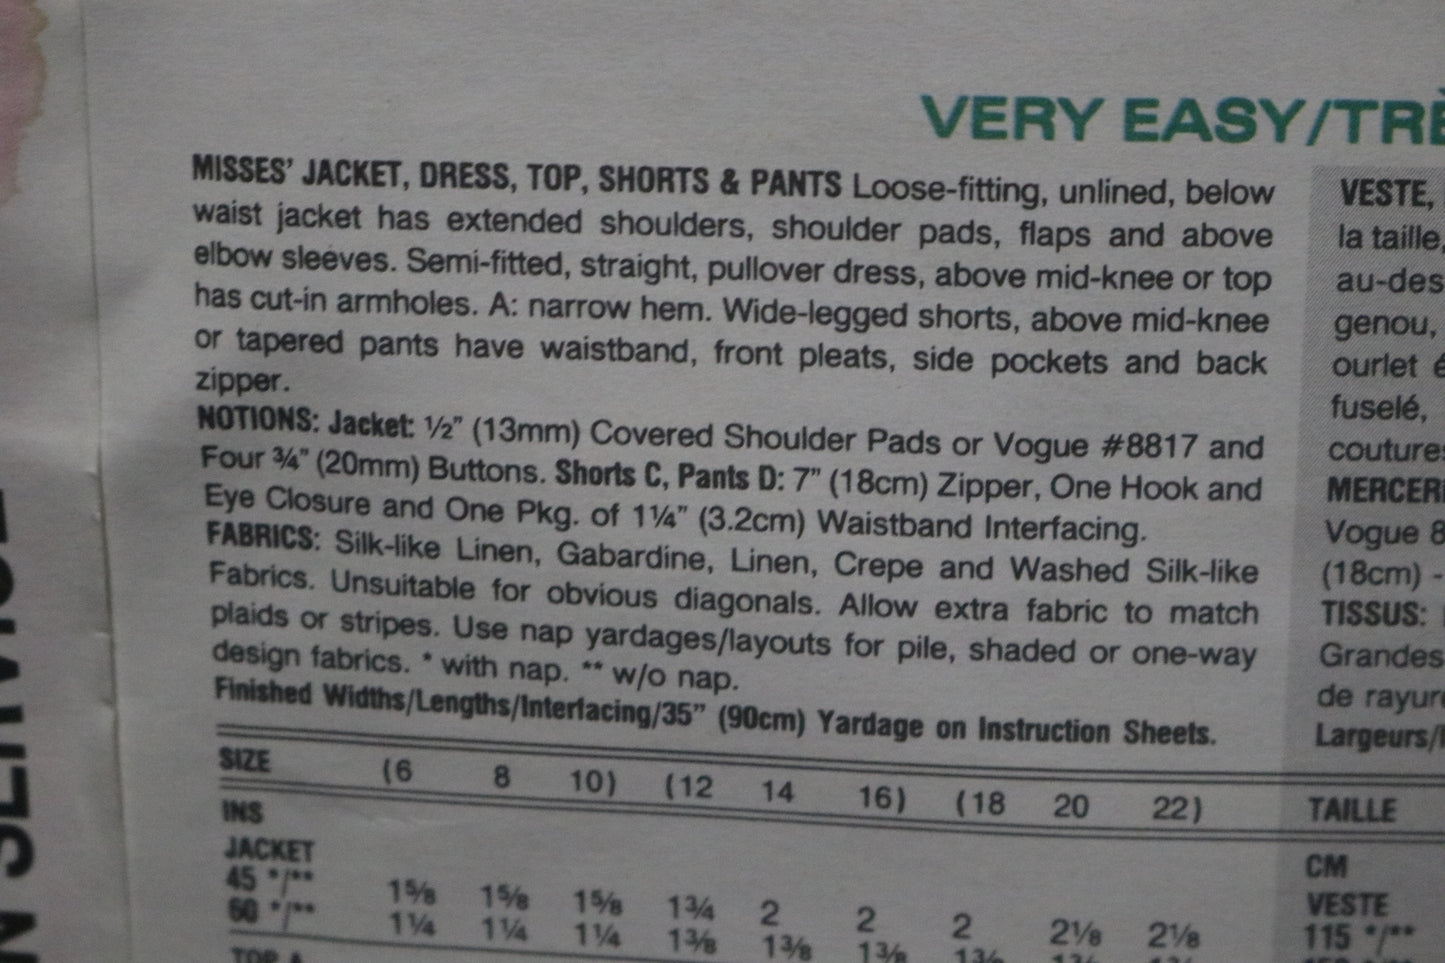 VERY EASY/TRÈ
MISSES' JACKET, DRESS, TOP, SHORTS & PANTS Loose-fitting, unlined, below
waist jacket has extended shoulders, shoulder pads, flaps and above
elbow sleeves. Semi-fitted, straight, pullover dress, above mid-knee or top
has cut-in armholes. A: narrow hem. Wide-legged shorts, above mid-knee
or tapered pants have waistband, front pleats, side pockets and back
zipper.
NOTIONS: Jacket: ½" (13mm) Covered Shoulder Pads or Vogue #8817 and
Four ¾" (20mm) Buttons. Shorts C, Pants D: 7" (18cm) Zipper, One Hook and
Eye Closure and One Pkg. of 1¼" (3.2cm) Waistband Interfacing.
FABRICS: Silk-like Linen, Gabardine, Linen, Crepe and Washed Silk-like
Fabrics. Unsuitable for obvious diagonals. Allow extra fabric to match
plaids or stripes. Use nap yardages/layouts for pile, shaded or one-way
design fabrics. * with nap. ** w/o nap.
Finished Widths/Lengths/Interfacing/35" (90cm) Yardage on Instruction Sheets.
SIZE (6 8 10) (12 14 16) (18 20 22)
INS
JACKET
45 */** 1⅝ 1⅝ 1⅝ 1¾ 2 2 2 2⅛ 2⅛
60 */** 1¼ 1¼ 1¼ 1⅜ 1⅜ 1⅜ 1⅜
TOP A
VESTE,
la taille,
au-des
genou,
ourlet é
fuselé,
coutures
MERCERI
Vogue 8
(18cm) -
TISSUS:
Grandes
de rayure
Largeurs/
TAILLE
CM
VESTE
115 */**